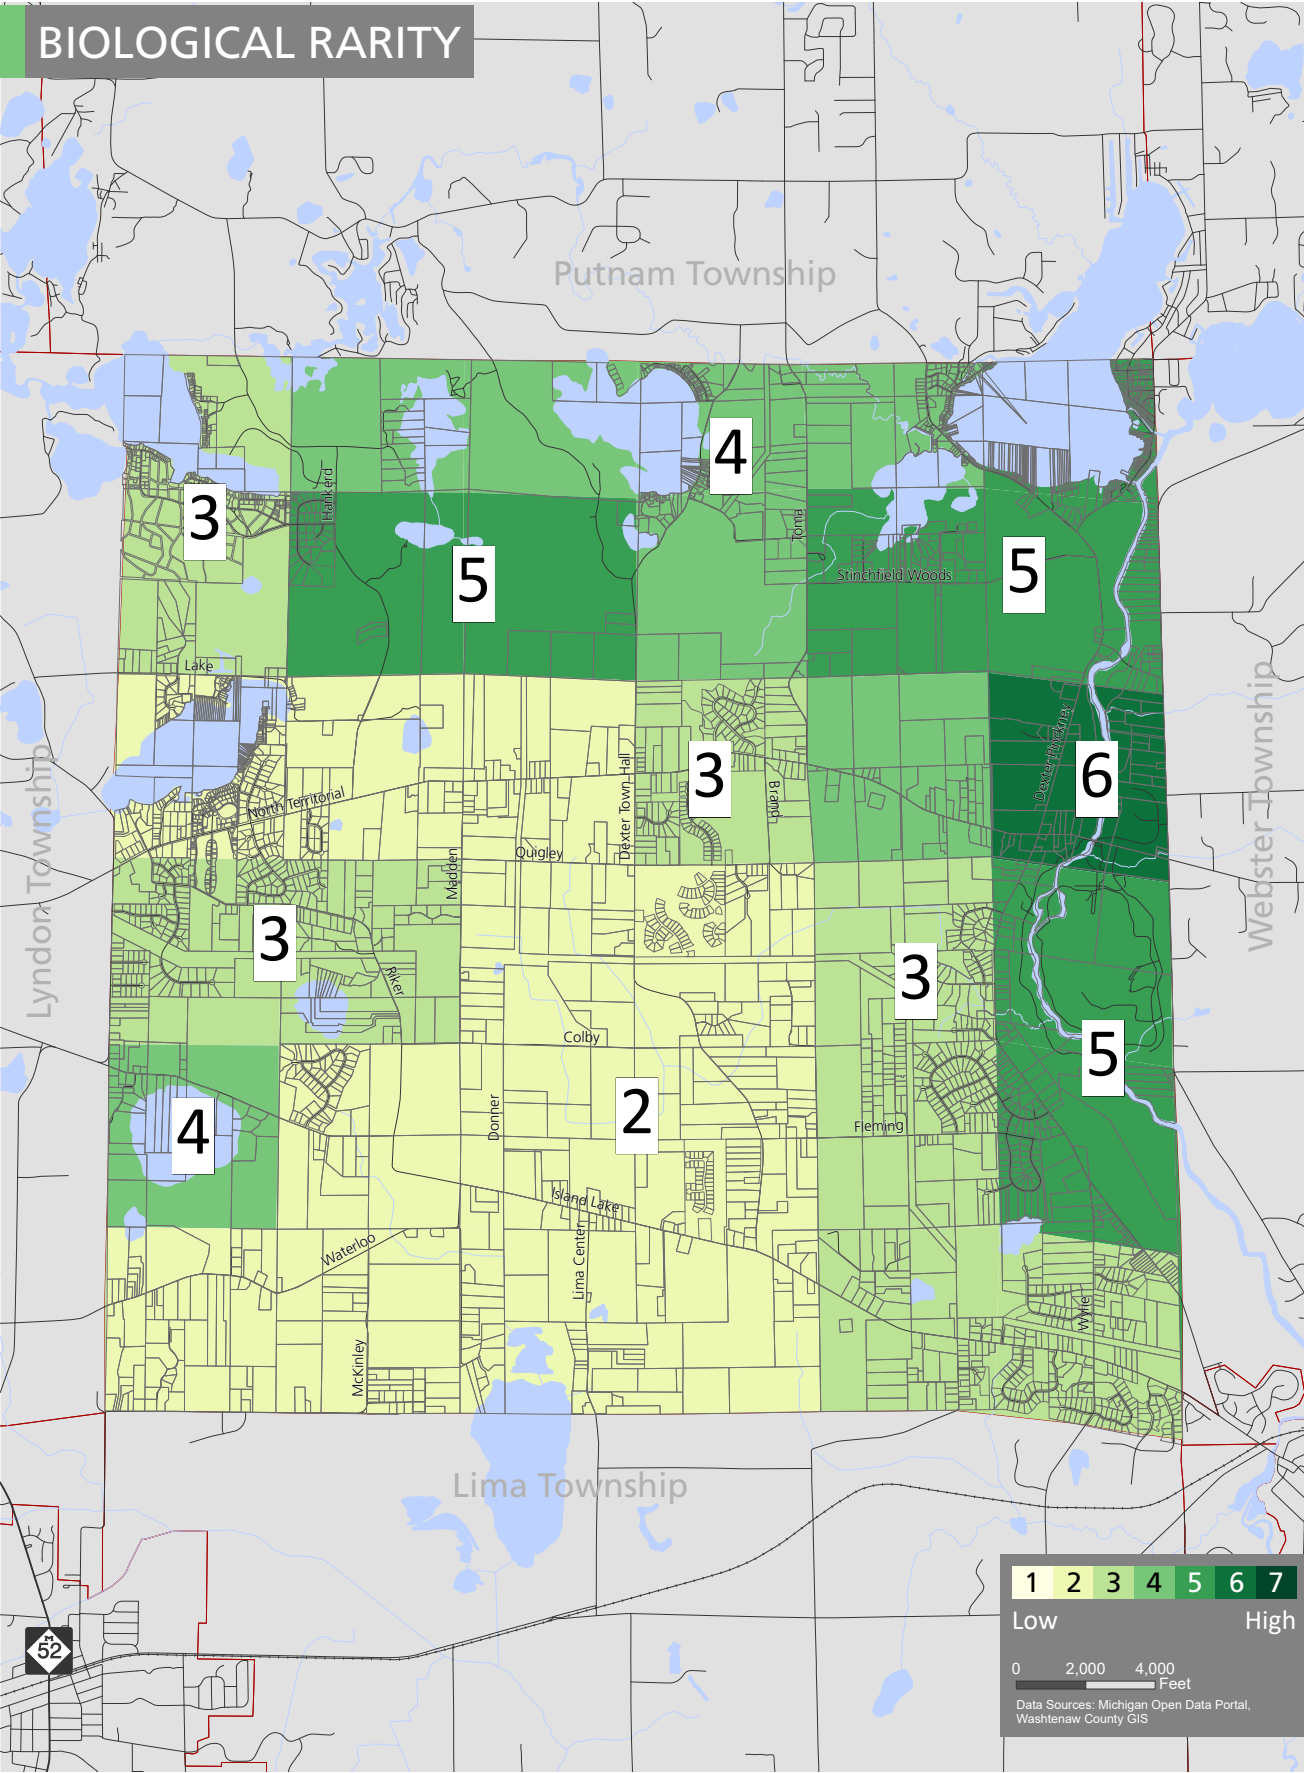 BIOLOGICAL RARITY
Putnam Township
4
Hankerd
3
Toma
5
5
Stinchfield Woods
Lake
Webster Township
Lyndon Township
Dexter Pinckney
3
6
Dexter Town Hall
Brand
North Territorial
Quigley
Madden
3
Riker
3
Colby
5
4
Donner
2
Fleming
Island Lake
Waterloo
Lima Center
Wylie
McKinley
Lima Township
1 2 3 4 5 6 7
Low High
M
52
0 2,000 4,000
Feet
Data Sources: Michigan Open Data Portal,
Washtenaw County GIS